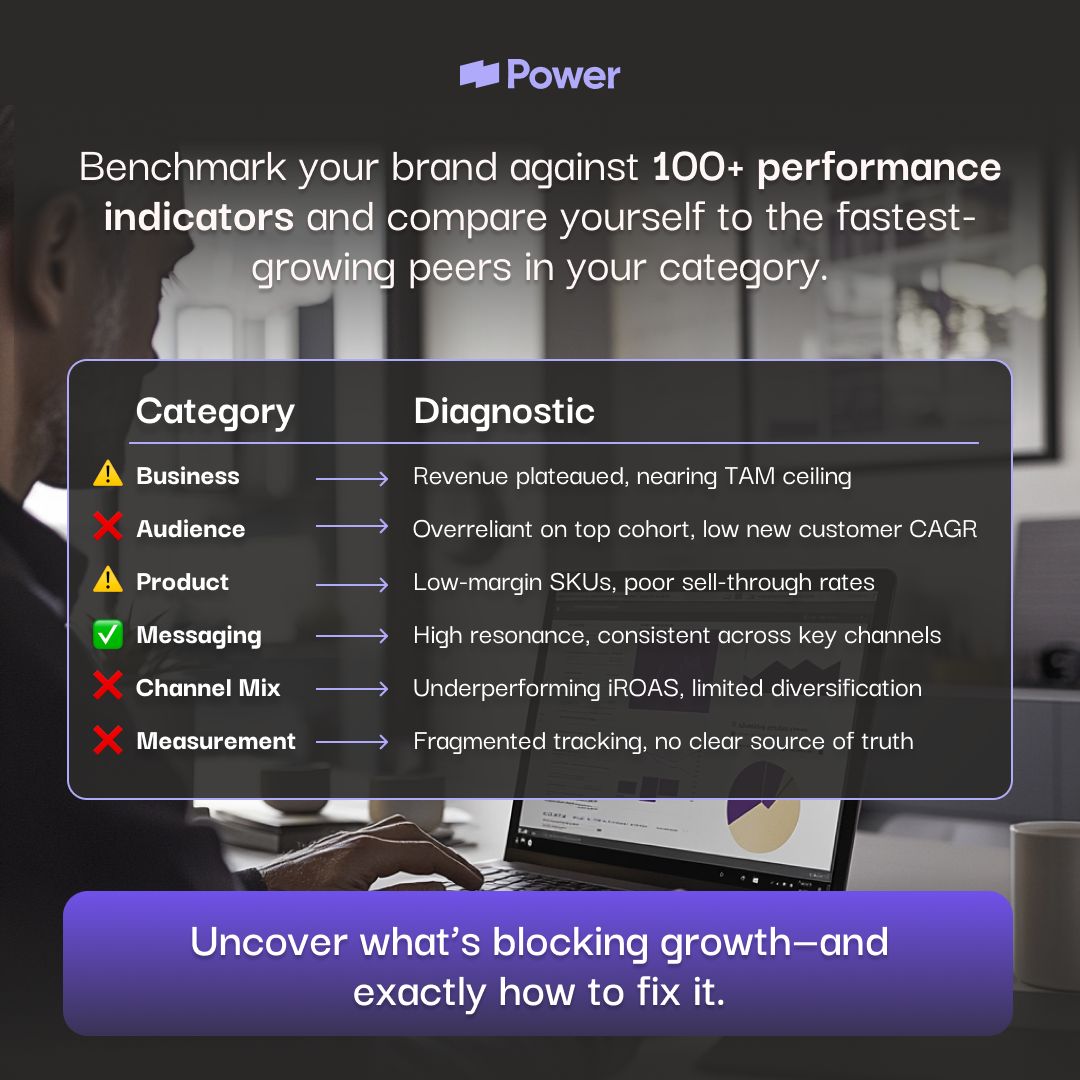 Power
Benchmark your brand against 100+ performance
indicators and compare yourself to the fastest-
growing peers in your category.
Category Diagnostic
⚠️ Business → Revenue plateaued, nearing TAM ceiling
❌ Audience → Overreliant on top cohort, low new customer CAGR
⚠️ Product → Low-margin SKUs, poor sell-through rates
✅ Messaging → High resonance, consistent across key channels
❌ Channel Mix → Underperforming iROAS, limited diversification
❌ Measurement → Fragmented tracking, no clear source of truth
Uncover what’s blocking growth—and
exactly how to fix it.